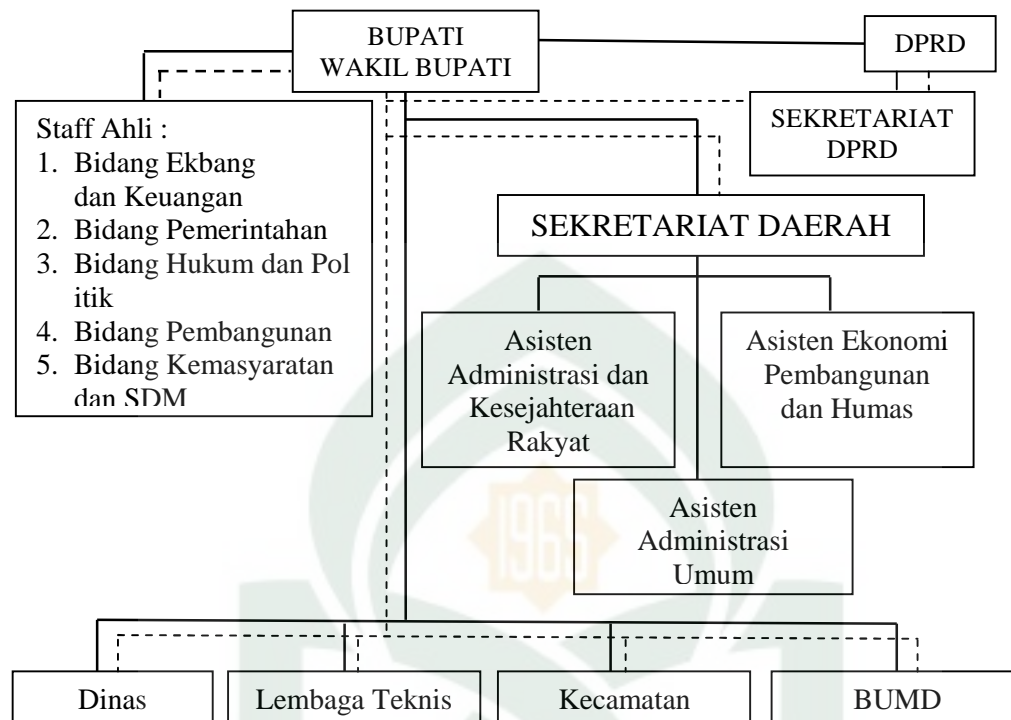 BUPATI
WAKIL BUPATI
DPRD
SEKRETARIAT
DPRD
Staff Ahli :
1. Bidang Ekbang
dan Keuangan
2. Bidang Pemerintahan
3. Bidang Hukum dan Pol
itik
4. Bidang Pembangunan
5. Bidang Kemasyaratan
dan SDM
SEKRETARIAT DAERAH
Asisten
Administrasi dan
Kesejahteraan
Rakyat
Asisten Ekonomi
Pembangunan
dan Humas
Asisten
Administrasi
Umum
1965
Dinas
Lembaga Teknis
Kecamatan
BUMD